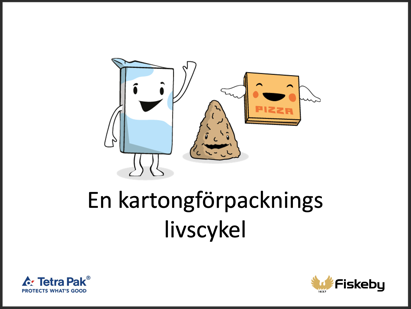 PIZZA
En kartongförpacknings
livscykel
Tetra Pak®
PROTECTS WHAT'S GOOD
Fiskeby